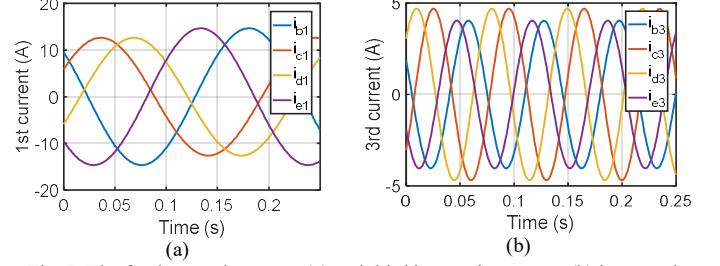 20
10
0
-10
-20
1st current (A)
i_b1
i_c1
i_d1
i_e1
0 0.05 0.1 0.15 0.2
Time (s)
(a)
5
0
-5
3rd current (A)
i_b3
i_c3
i_d3
i_e3
0 0.05 0.1 0.15 0.2 0.25
Time (s)
(b)